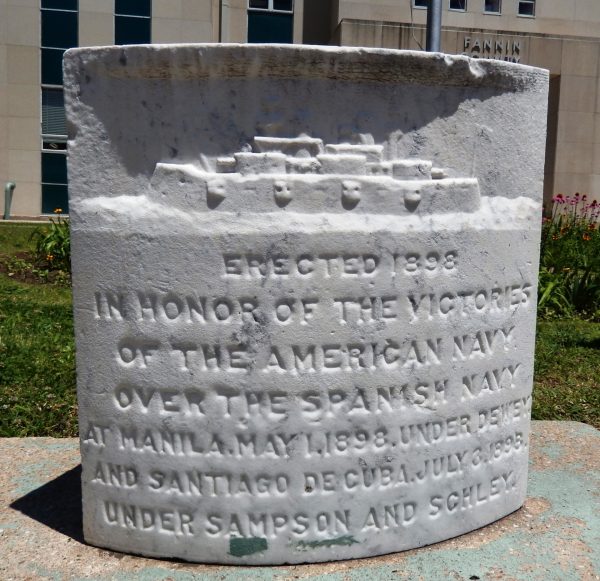 FANNIN
ERECTED 1898
IN HONOR OF THE VICTORIES
OF THE AMERICAN NAVY
OVER THE SPANISH NAVY
AT MANILA, MAY 1, 1898, UNDER DEWEY
AND SANTIAGO DE CUBA, JULY 3, 1898,
UNDER SAMPSON AND SCHLEY.